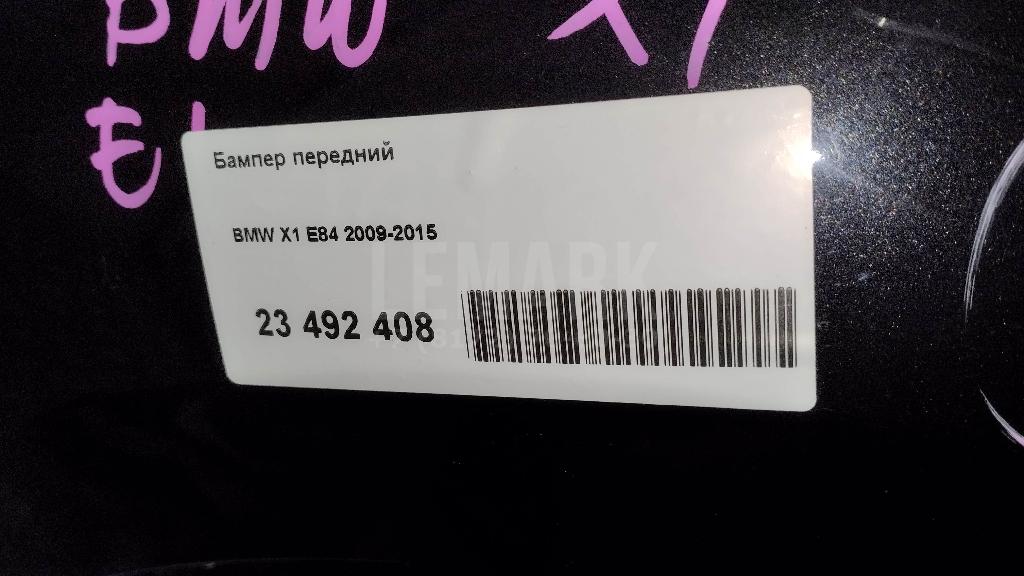 BMW X1
Бампер передний
BMW X1 E84 2009-2015
LEMARK
23 492 408